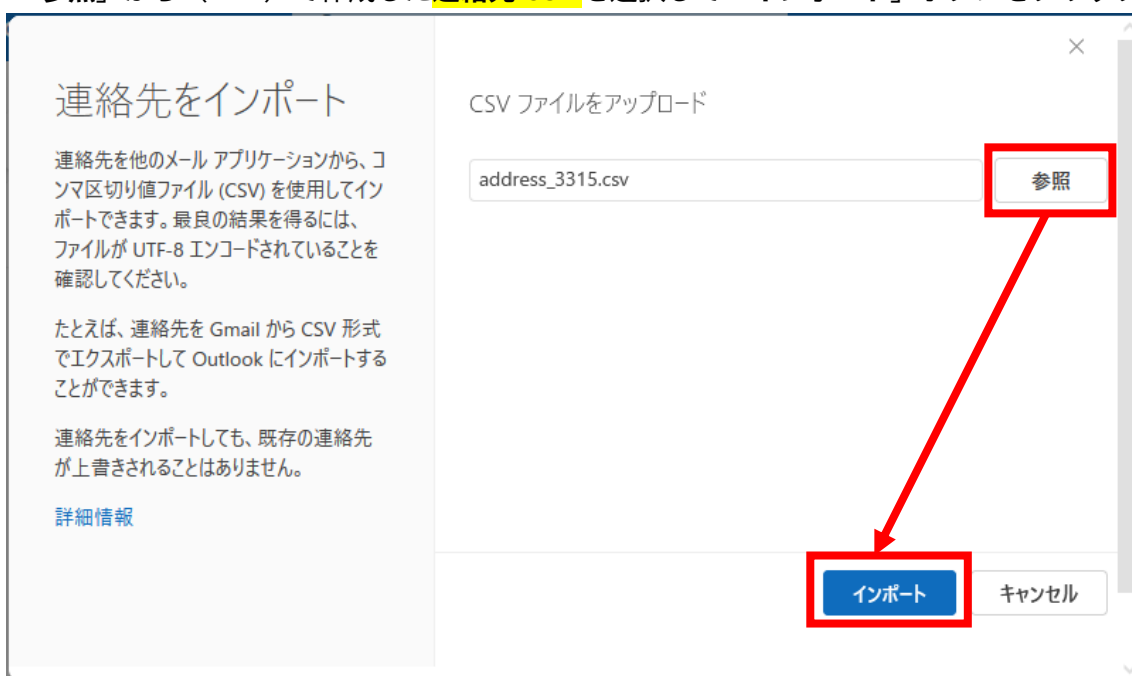 連絡先をインポート
連絡先を他のメール アプリケーションから、コ
ンマ区切り値ファイル (CSV) を使用してイン
ポートできます。最良の結果を得るには、
ファイルが UTF-8 エンコードされていることを
確認してください。
たとえば、連絡先を Gmail から CSV 形式
でエクスポートして Outlook にインポートする
ことができます。
連絡先をインポートしても、既存の連絡先
が上書きされることはありません。
詳細情報
CSV ファイルをアップロード
address_3315.csv
参照
インポート
キャンセル